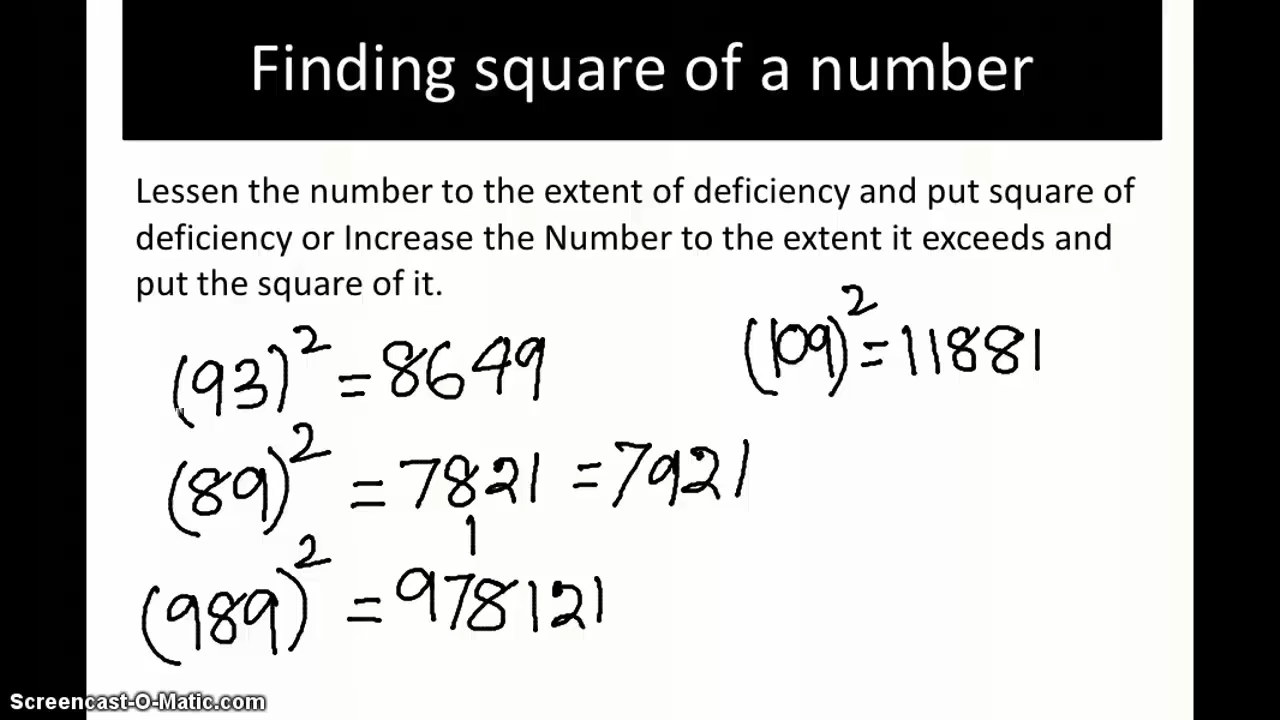 Finding square of a number
Lessen the number to the extent of deficiency and put square of
deficiency or Increase the Number to the extent it exceeds and
put the square of it.
(93)² = 8649
(109)² = 11881
(89)² = 7821 = 7921
1
(989)² = 978121
Screencast-O-Matic.com